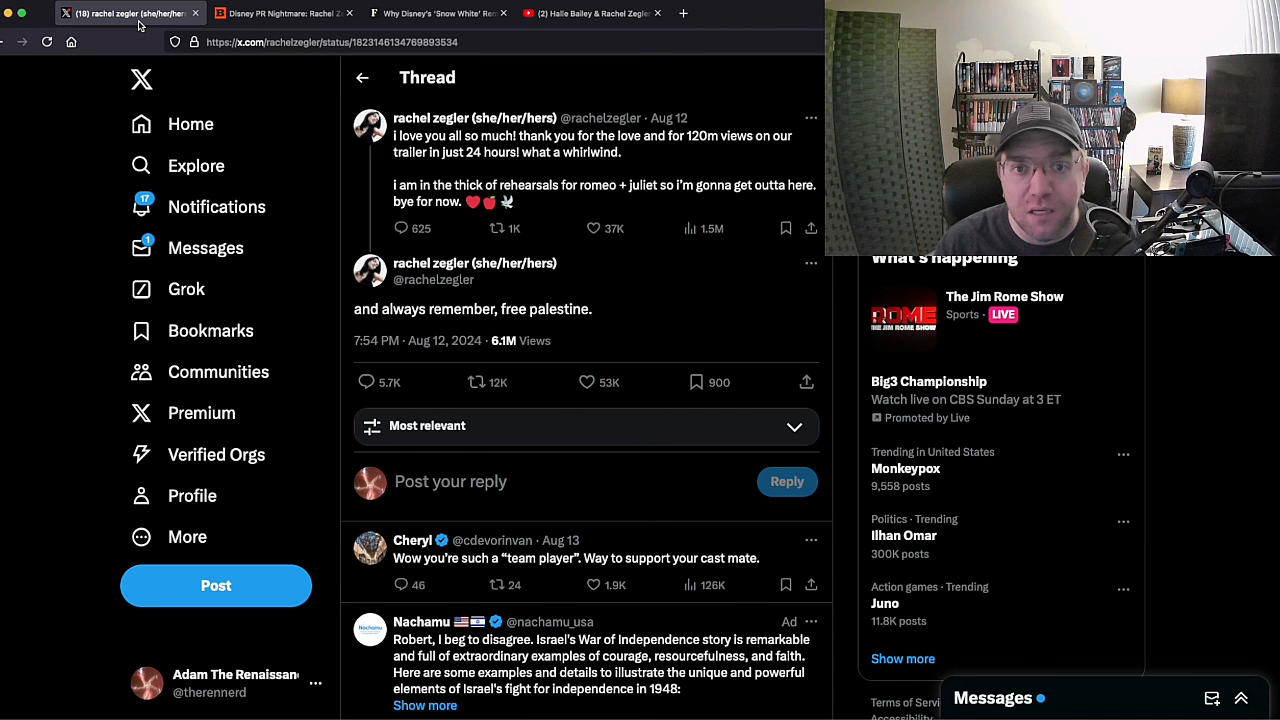 (18) rachel zegler (she/her/her
Disney PR Nightmare: Rachel Z
Why Disney's 'Snow White' Rem
(2) Halle Bailey & Rachel Zegler
https://x.com/rachelzegler/status/1823146134769893534
Home
Explore
17
Notifications
1
Messages
Grok
Bookmarks
Communities
Premium
Verified Orgs
Profile
More
Post
Adam The Renaissan
@therennerd
Thread
rachel zegler (she/her/hers) @rachelzegler · Aug 12
i love you all so much! thank you for the love and for 120m views on our
trailer in just 24 hours! what a whirlwind.
i am in the thick of rehearsals for romeo + juliet so i'm gonna get outta here.
bye for now. ❤️🍎🕊️
625 1K 37K 1.5M
rachel zegler (she/her/hers)
@rachelzegler
and always remember, free palestine.
7:54 PM · Aug 12, 2024 · 6.1M Views
5.7K 12K 53K 900
Most relevant
Post your reply
Reply
Cheryl @cdevorinvan · Aug 13
Wow you're such a "team player". Way to support your cast mate.
46 24 1.9K 126K
Nachamu
Nachamu 🇺🇸🇮🇱 @nachamu_usa Ad
Robert, I beg to disagree. Israel's War of Independence story is remarkable
and full of extraordinary examples of courage, resourcefulness, and faith.
Here are some examples and details to illustrate the unique and powerful
elements of Israel's fight for independence in 1948:
Show more
What's happening
ROME
THE JIM ROME SHOW
The Jim Rome Show
Sports · LIVE
Big3 Championship
Watch live on CBS Sunday at 3 ET
Promoted by Live
Trending in United States
Monkeypox
9,558 posts
Politics · Trending
Ilhan Omar
300K posts
Action games · Trending
Juno
11.8K posts
Show more
Terms of Servi
Accessibility
Messages